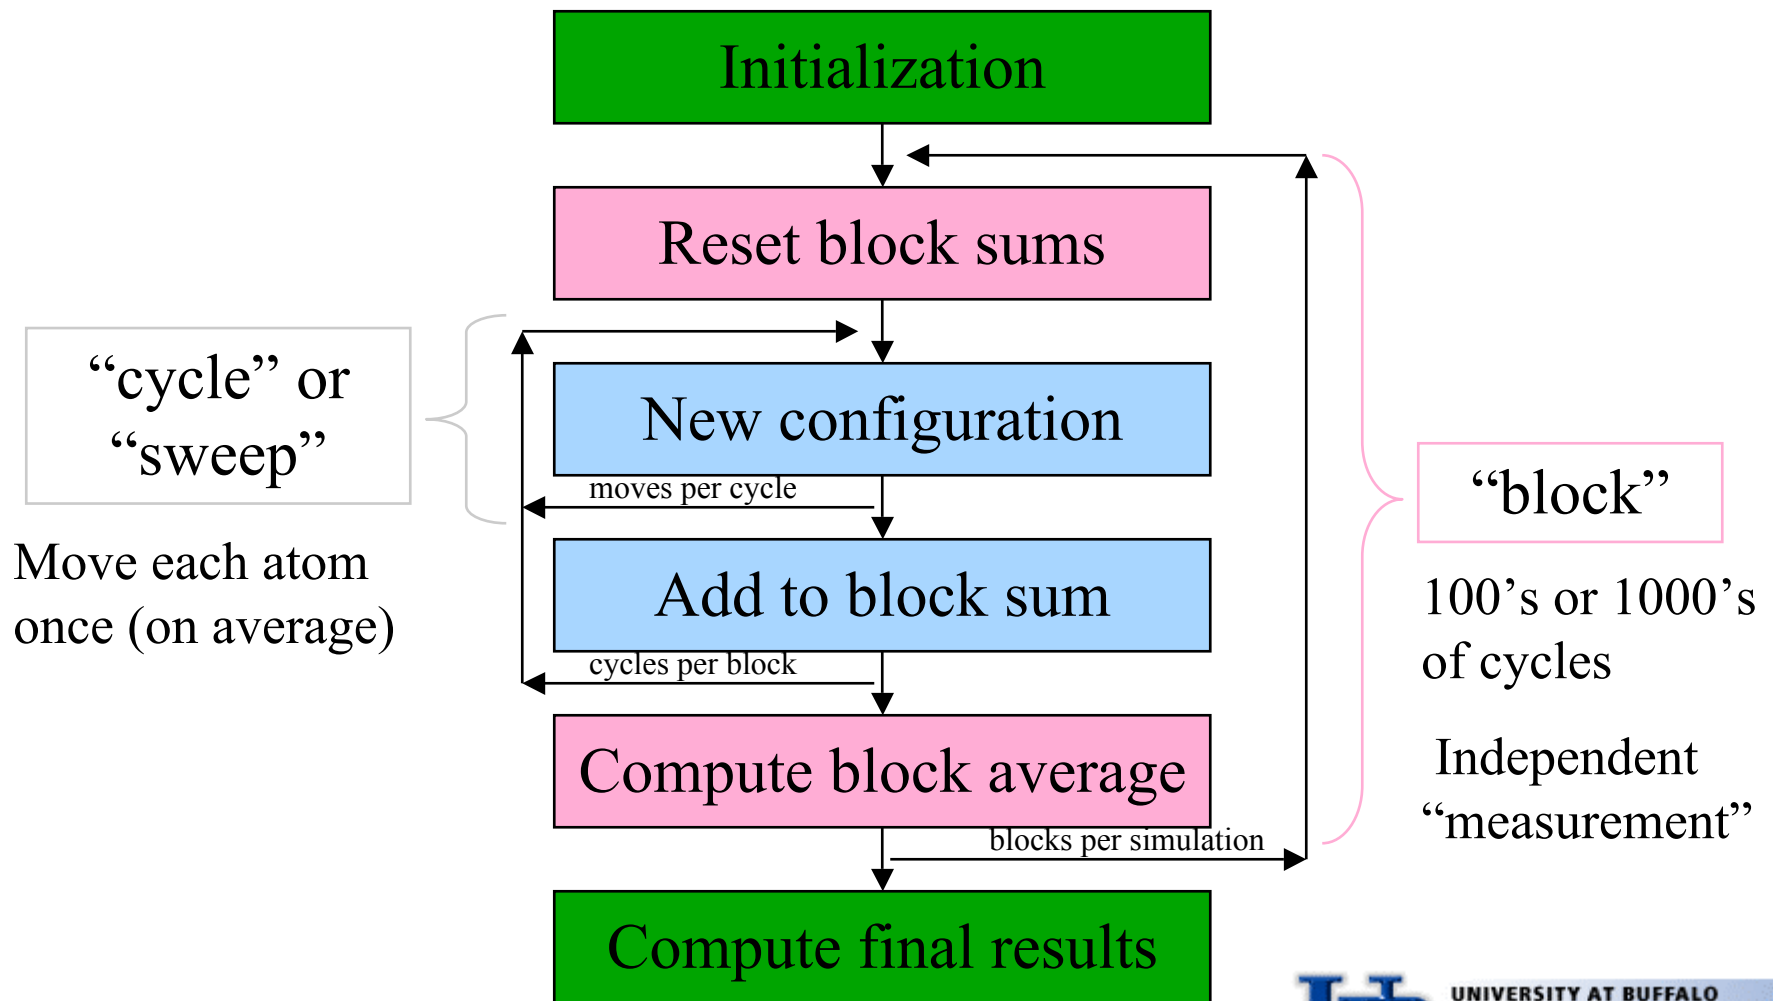 Initialization
Reset block sums
“cycle” or
“sweep”
New configuration
moves per cycle
Move each atom
once (on average)
Add to block sum
cycles per block
“block”
100’s or 1000’s
of cycles
Independent
“measurement”
Compute block average
blocks per simulation
Compute final results
UNIVERSITY AT BUFFALO